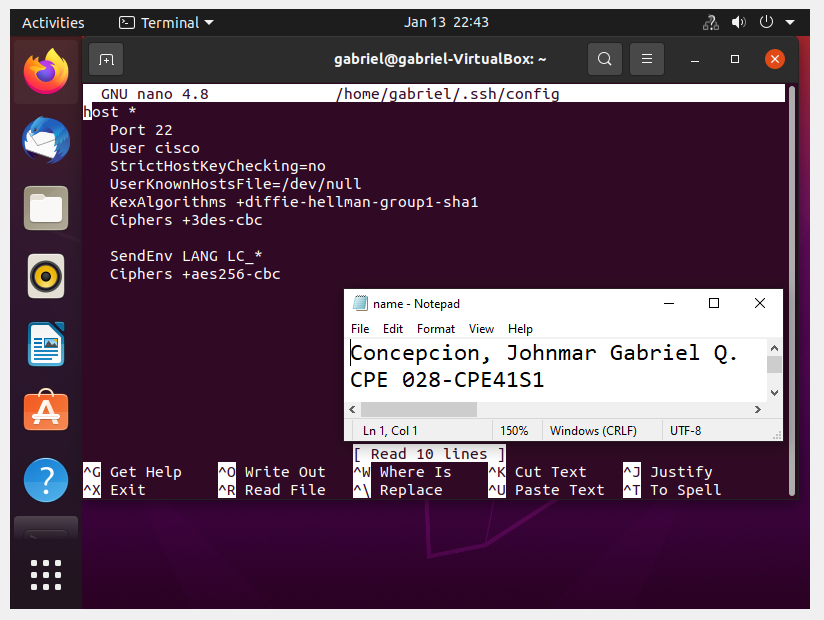 Activities
Terminal
Jan 13 22:43
gabriel@gabriel-VirtualBox: ~
GNU nano 4.8 /home/gabriel/.ssh/config
host *
Port 22
User cisco
StrictHostKeyChecking=no
UserKnownHostsFile=/dev/null
KexAlgorithms +diffie-hellman-group1-sha1
Ciphers +3des-cbc
SendEnv LANG LC_*
Ciphers +aes256-cbc
name - Notepad
File Edit Format View Help
Concepcion, Johnmar Gabriel Q.
CPE 028-CPE41S1
Ln 1, Col 1 150% Windows (CRLF) UTF-8
[ Read 10 lines ]
^G Get Help ^O Write Out ^W Where Is ^K Cut Text ^J Justify
^X Exit ^R Read File ^\ Replace ^U Paste Text ^T To Spell